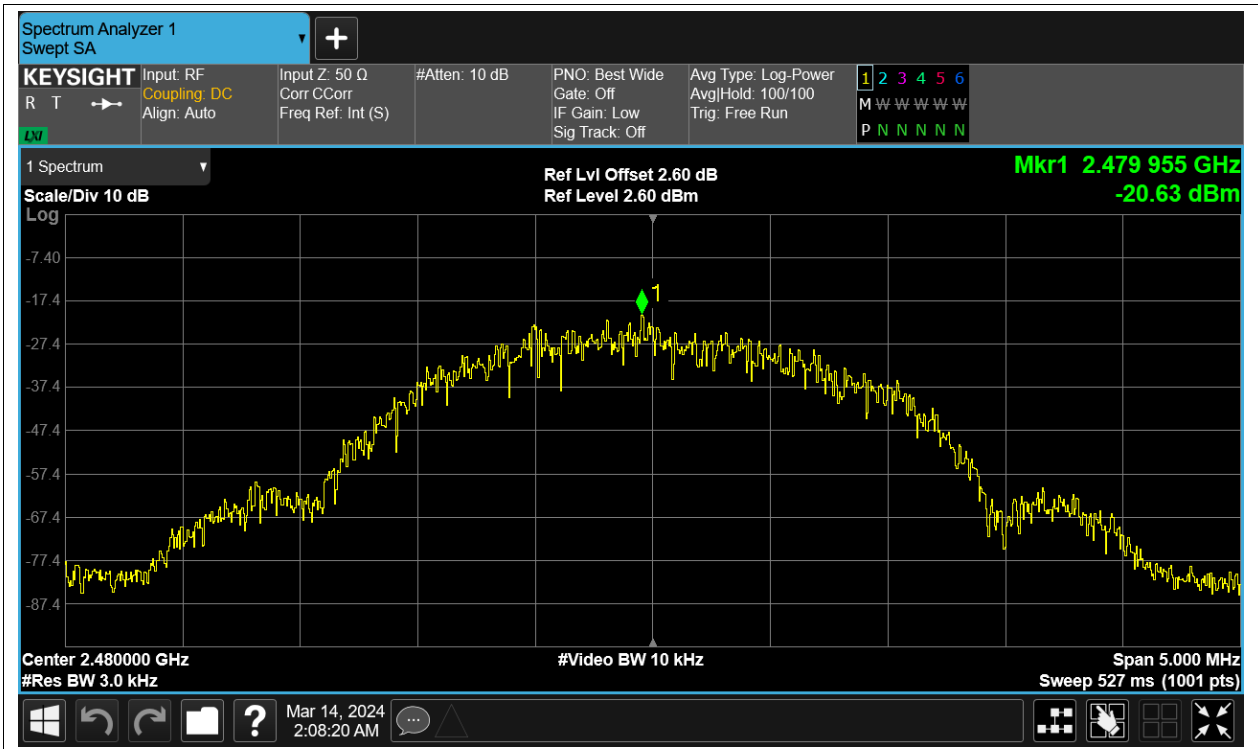 Spectrum Analyzer 1
Swept SA
+
KEYSIGHT
R T
LXI
Input: RF
Coupling: DC
Align: Auto
Input Z: 50 Ω
Corr CCorr
Freq Ref: Int (S)
#Atten: 10 dB
PNO: Best Wide
Gate: Off
IF Gain: Low
Sig Track: Off
Avg Type: Log-Power
Avg|Hold: 100/100
Trig: Free Run
1 2 3 4 5 6
M W W W W W
P N N N N N
1 Spectrum
Scale/Div 10 dB
Log
Ref Lvl Offset 2.60 dB
Ref Level 2.60 dBm
Mkr1 2.479 955 GHz
-20.63 dBm
-7.40
-17.4
-27.4
-37.4
-47.4
-57.4
-67.4
-77.4
-87.4
1
Center 2.480000 GHz
#Res BW 3.0 kHz
#Video BW 10 kHz
Span 5.000 MHz
Sweep 527 ms (1001 pts)
?
Mar 14, 2024
2:08:20 AM